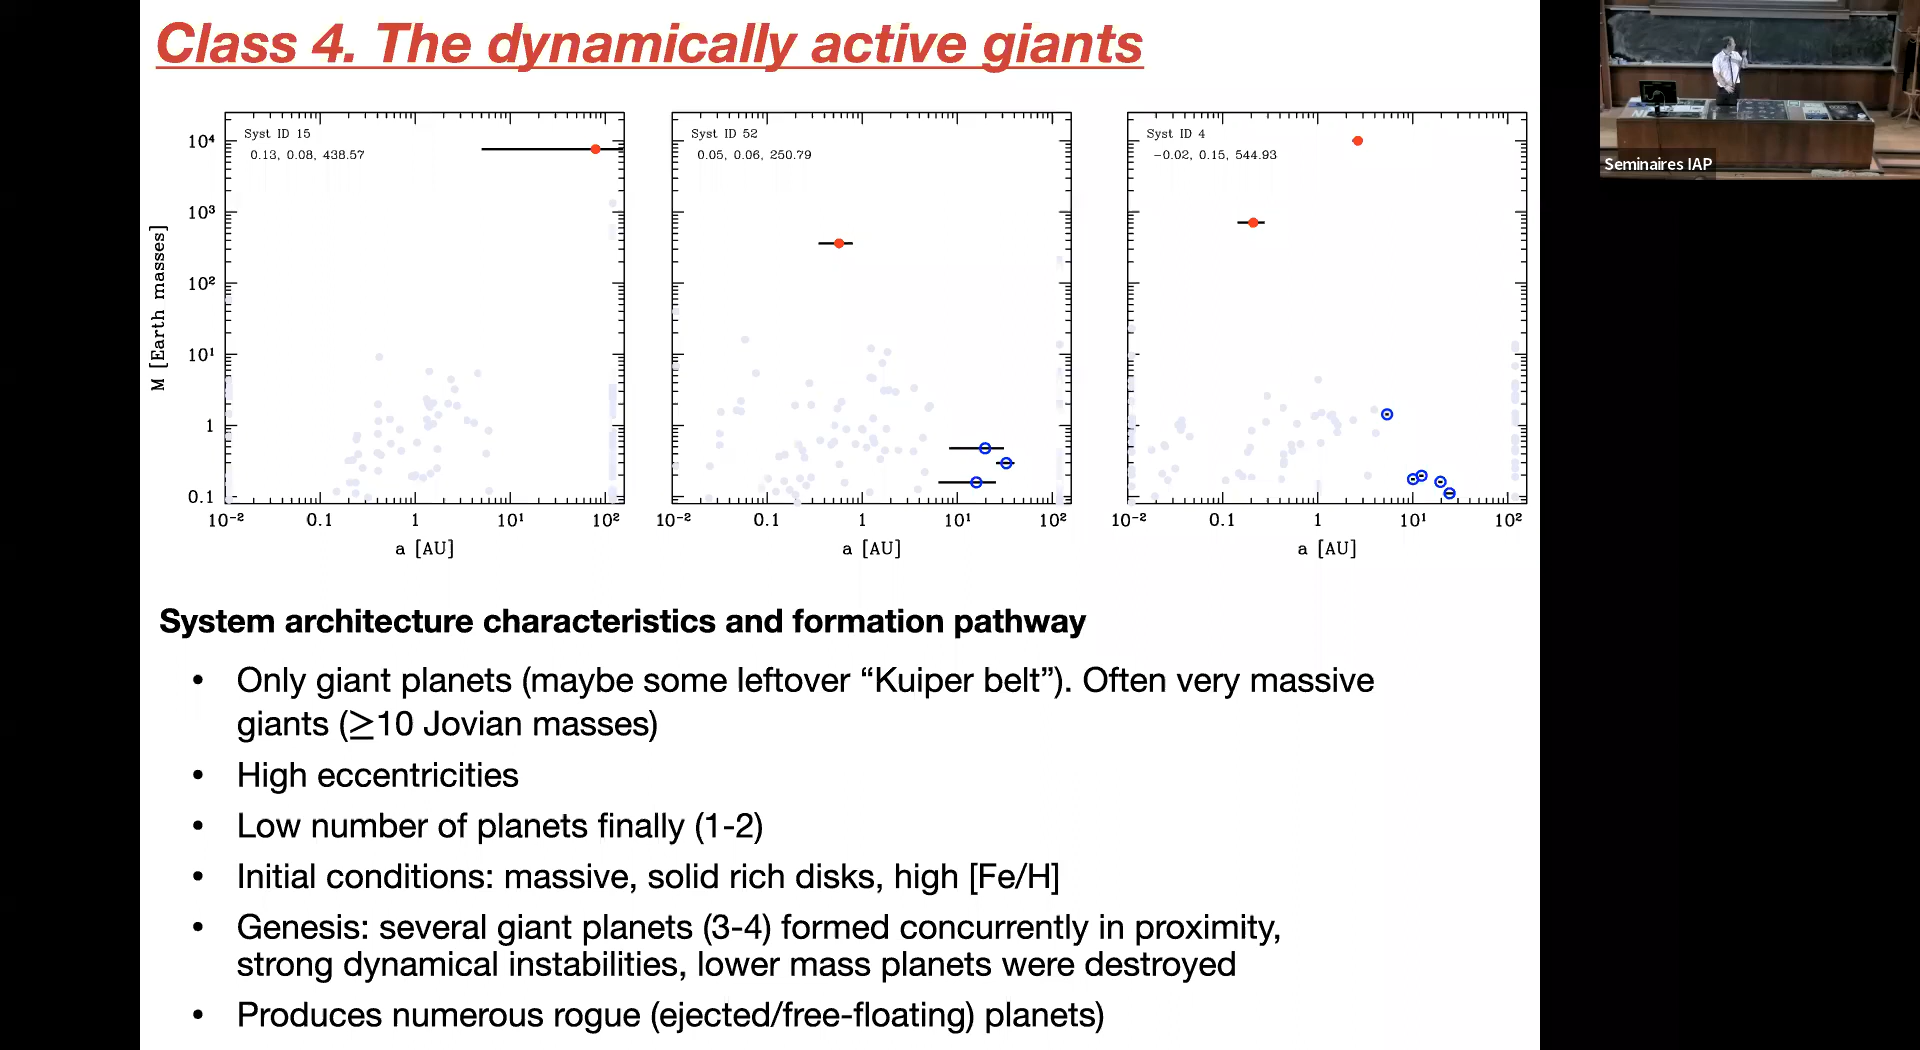 Class 4. The dynamically active giants
Syst ID 15
0.13, 0.08, 438.57
Syst ID 52
0.05, 0.06, 250.79
Syst ID 4
−0.02, 0.15, 544.93
M [Earth masses]
10⁴
10³
10²
10¹
1
0.1
10⁻² 0.1 1 10¹ 10²
10⁻² 0.1 1 10¹ 10²
10⁻² 0.1 1 10¹ 10²
a [AU]
a [AU]
a [AU]
System architecture characteristics and formation pathway
• Only giant planets (maybe some leftover “Kuiper belt”). Often very massive
giants (≥10 Jovian masses)
• High eccentricities
• Low number of planets finally (1-2)
• Initial conditions: massive, solid rich disks, high [Fe/H]
• Genesis: several giant planets (3-4) formed concurrently in proximity,
strong dynamical instabilities, lower mass planets were destroyed
• Produces numerous rogue (ejected/free-floating) planets)
Seminaires IAP